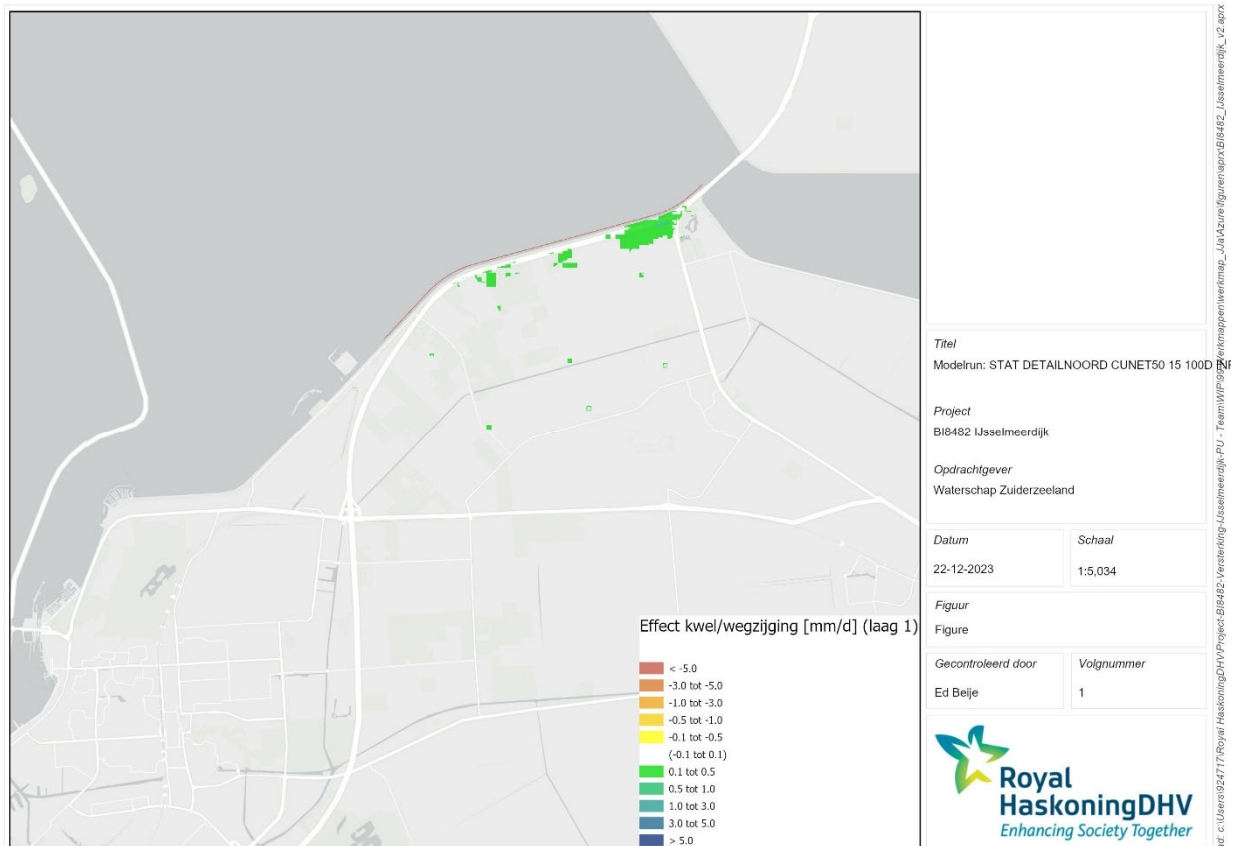 Effect kwel/wegzijging [mm/d] (laag 1)
< -5.0
-3.0 tot -5.0
-1.0 tot -3.0
-0.5 tot -1.0
-0.1 tot -0.5
(-0.1 tot 0.1)
0.1 tot 0.5
0.5 tot 1.0
1.0 tot 3.0
3.0 tot 5.0
> 5.0
Titel
Modelrun: STAT DETAILNOORD CUNET50 15 100D
Project
BI8482 IJsselmeerdijk
Opdrachtgever
Waterschap Zuiderzeeland
Datum
22-12-2023
Schaal
1:5,034
Figuur
Figure
Gecontroleerd door
Ed Beije
Volgnummer
1
Royal
HaskoningDHV
Enhancing Society Together